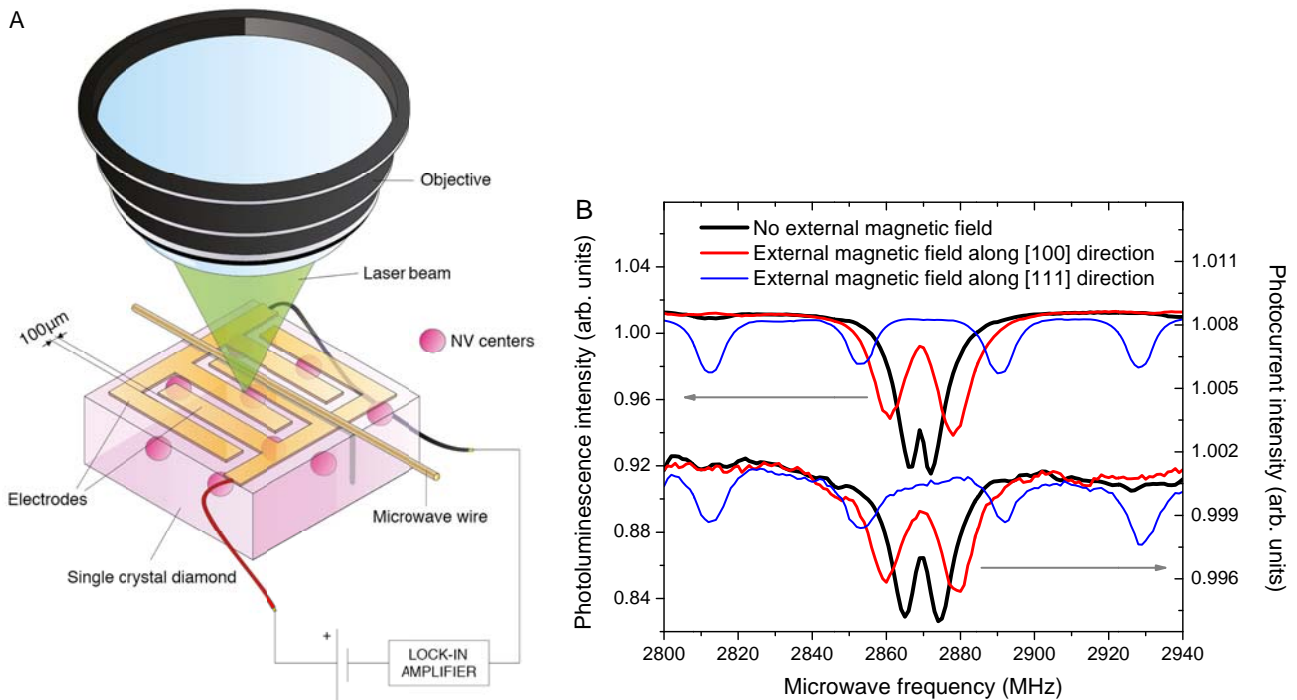 A
Objective
Laser beam
100µm
NV centers
Electrodes
Microwave wire
Single crystal diamond
+
LOCK-IN
AMPLIFIER
B
No external magnetic field
External magnetic field along [100] direction
External magnetic field along [111] direction
Photoluminescence intensity (arb. units)
1.04
1.00
0.96
0.92
0.88
0.84
1.011
1.008
1.005
1.002
0.999
0.996
Photocurrent intensity (arb. units)
2800 2820 2840 2860 2880 2900 2920 2940
Microwave frequency (MHz)